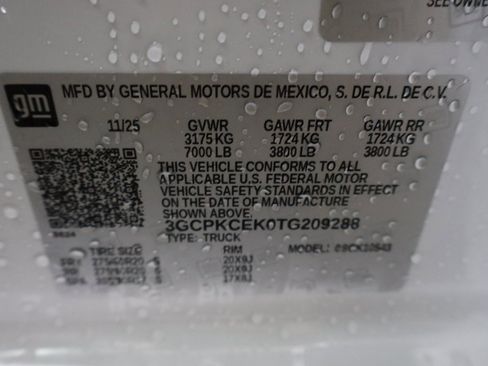 SEE OWNE
gm
MFD BY GENERAL MOTORS DE MEXICO, S. DE R.L. DE C.V.
11/25 GVWR GAWR FRT GAWR RR
3175 KG 1724 KG 1724 KG
7000 LB 3800 LB 3800 LB
THIS VEHICLE CONFORMS TO ALL
APPLICABLE U.S. FEDERAL MOTOR
VEHICLE SAFETY STANDARDS IN EFFECT
ON THE DATE OF MANUFACTURE
SHOWN ABOVE.
3GCPKCEK0TG209288
TYPE: TRUCK MODEL:
TIRE SIZE RIM
20X9J
20X9J
17X8J